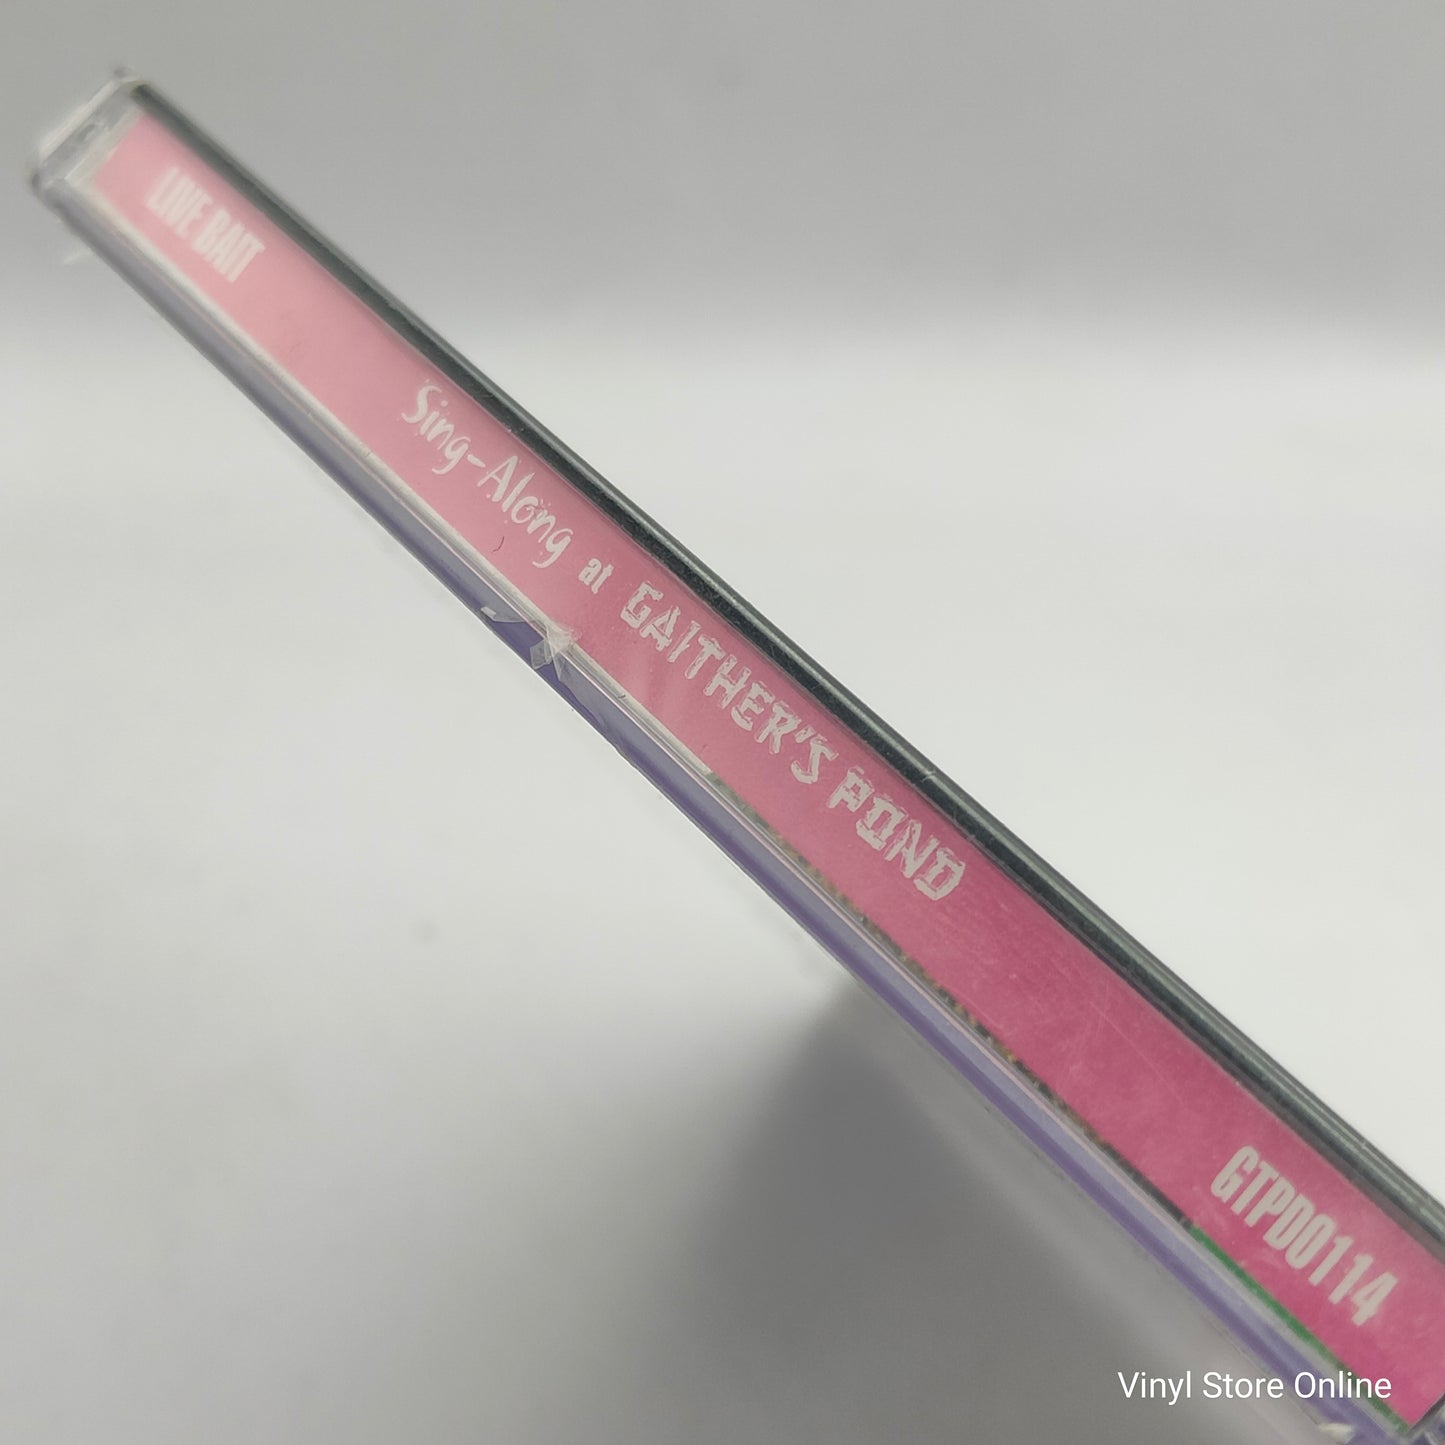 LIVE BAIT
Sing-Along at GAITHER'S POND
GTPD0114
Vinyl Store Online